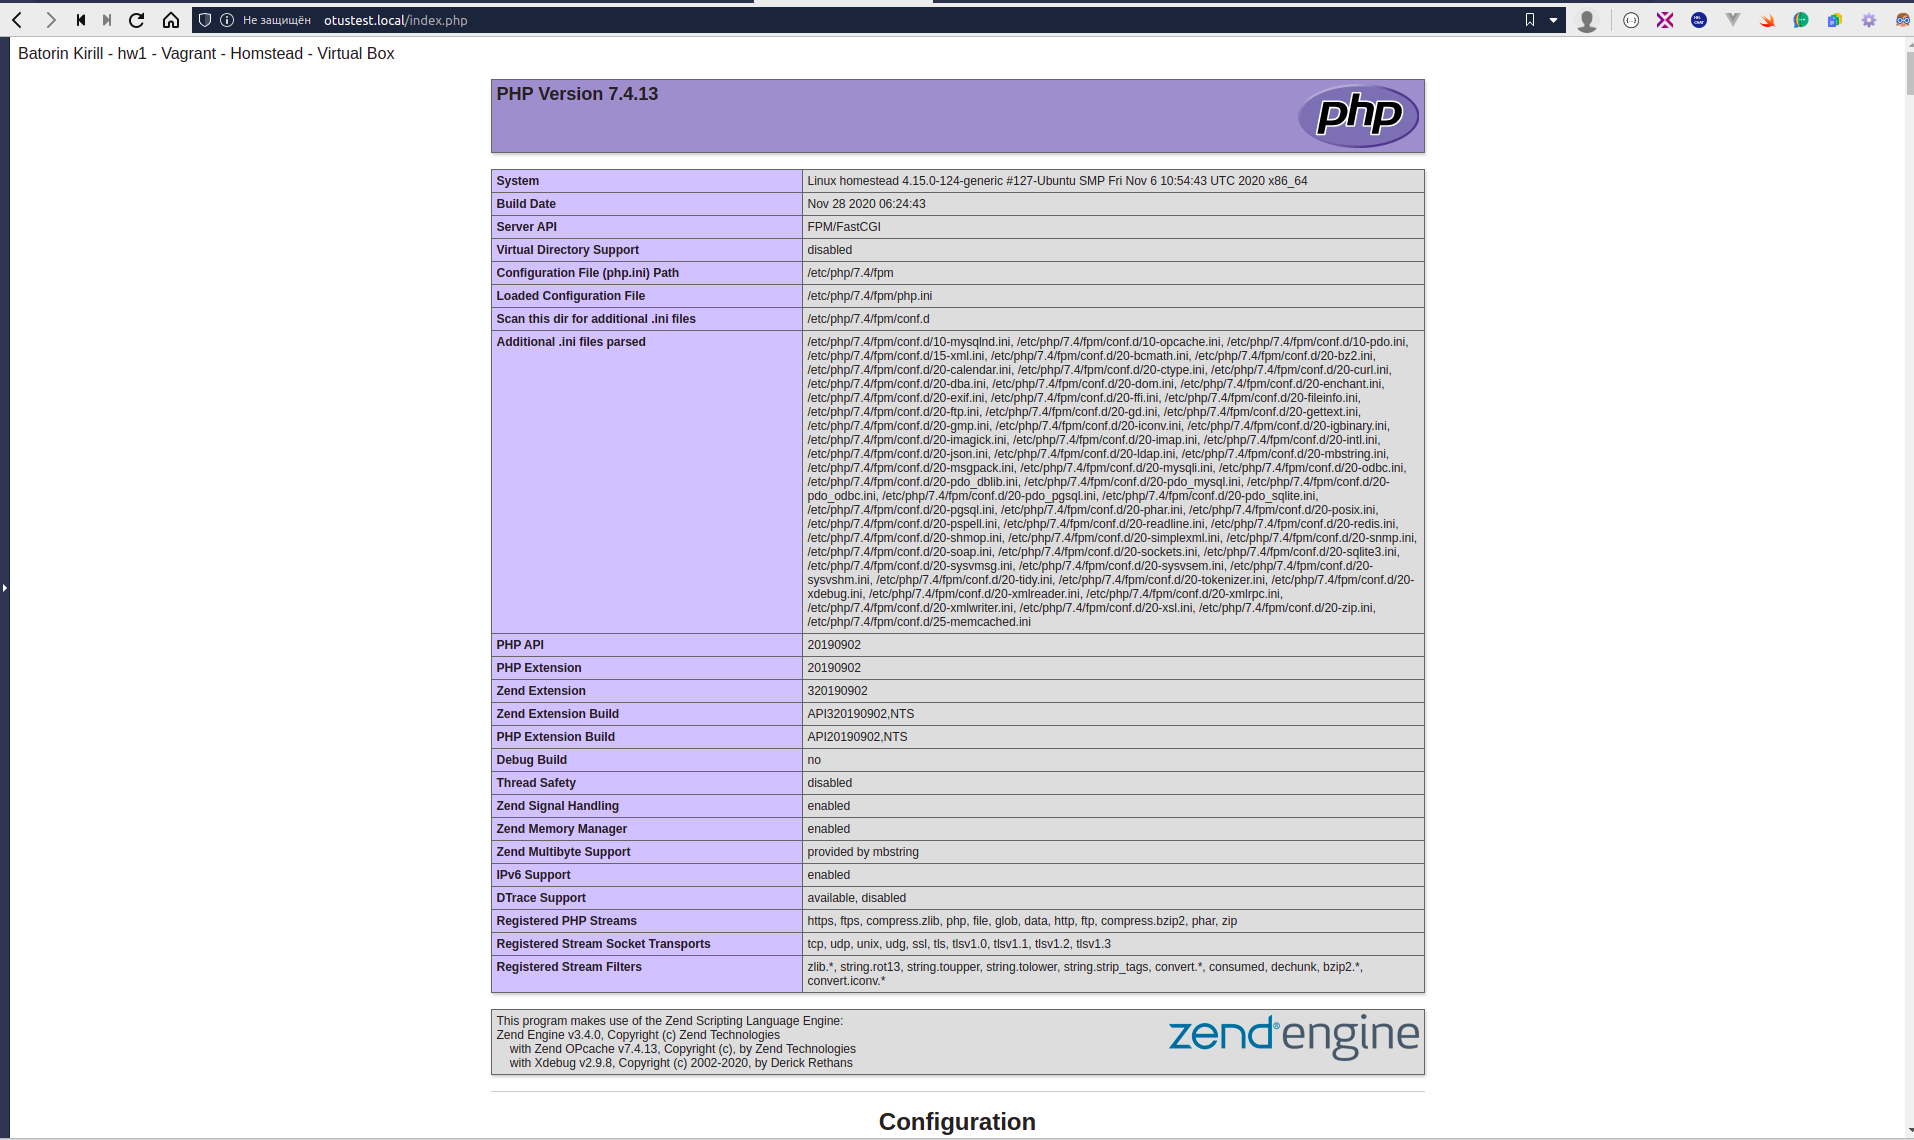 Не защищён otustest.local/index.php
Batorin Kirill - hw1 - Vagrant - Homstead - Virtual Box
PHP Version 7.4.13
php
System Linux homestead 4.15.0-124-generic #127-Ubuntu SMP Fri Nov 6 10:54:43 UTC 2020 x86_64
Build Date Nov 28 2020 06:24:43
Server API FPM/FastCGI
Virtual Directory Support disabled
Configuration File (php.ini) Path /etc/php/7.4/fpm
Loaded Configuration File /etc/php/7.4/fpm/php.ini
Scan this dir for additional .ini files /etc/php/7.4/fpm/conf.d
Additional .ini files parsed /etc/php/7.4/fpm/conf.d/10-mysqlnd.ini, /etc/php/7.4/fpm/conf.d/10-opcache.ini, /etc/php/7.4/fpm/conf.d/10-pdo.ini,
/etc/php/7.4/fpm/conf.d/15-xml.ini, /etc/php/7.4/fpm/conf.d/20-bcmath.ini, /etc/php/7.4/fpm/conf.d/20-bz2.ini,
/etc/php/7.4/fpm/conf.d/20-calendar.ini, /etc/php/7.4/fpm/conf.d/20-ctype.ini, /etc/php/7.4/fpm/conf.d/20-curl.ini,
/etc/php/7.4/fpm/conf.d/20-dba.ini, /etc/php/7.4/fpm/conf.d/20-dom.ini, /etc/php/7.4/fpm/conf.d/20-enchant.ini,
/etc/php/7.4/fpm/conf.d/20-exif.ini, /etc/php/7.4/fpm/conf.d/20-ffi.ini, /etc/php/7.4/fpm/conf.d/20-fileinfo.ini,
/etc/php/7.4/fpm/conf.d/20-ftp.ini, /etc/php/7.4/fpm/conf.d/20-gd.ini, /etc/php/7.4/fpm/conf.d/20-gettext.ini,
/etc/php/7.4/fpm/conf.d/20-gmp.ini, /etc/php/7.4/fpm/conf.d/20-iconv.ini, /etc/php/7.4/fpm/conf.d/20-igbinary.ini,
/etc/php/7.4/fpm/conf.d/20-imagick.ini, /etc/php/7.4/fpm/conf.d/20-imap.ini, /etc/php/7.4/fpm/conf.d/20-intl.ini,
/etc/php/7.4/fpm/conf.d/20-json.ini, /etc/php/7.4/fpm/conf.d/20-ldap.ini, /etc/php/7.4/fpm/conf.d/20-mbstring.ini,
/etc/php/7.4/fpm/conf.d/20-msgpack.ini, /etc/php/7.4/fpm/conf.d/20-mysqli.ini, /etc/php/7.4/fpm/conf.d/20-odbc.ini,
/etc/php/7.4/fpm/conf.d/20-pdo_dblib.ini, /etc/php/7.4/fpm/conf.d/20-pdo_mysql.ini, /etc/php/7.4/fpm/conf.d/20-
pdo_odbc.ini, /etc/php/7.4/fpm/conf.d/20-pdo_pgsql.ini, /etc/php/7.4/fpm/conf.d/20-pdo_sqlite.ini,
/etc/php/7.4/fpm/conf.d/20-pgsql.ini, /etc/php/7.4/fpm/conf.d/20-phar.ini, /etc/php/7.4/fpm/conf.d/20-posix.ini,
/etc/php/7.4/fpm/conf.d/20-pspell.ini, /etc/php/7.4/fpm/conf.d/20-readline.ini, /etc/php/7.4/fpm/conf.d/20-redis.ini,
/etc/php/7.4/fpm/conf.d/20-shmop.ini, /etc/php/7.4/fpm/conf.d/20-simplexml.ini, /etc/php/7.4/fpm/conf.d/20-snmp.ini,
/etc/php/7.4/fpm/conf.d/20-soap.ini, /etc/php/7.4/fpm/conf.d/20-sockets.ini, /etc/php/7.4/fpm/conf.d/20-sqlite3.ini,
/etc/php/7.4/fpm/conf.d/20-sysvmsg.ini, /etc/php/7.4/fpm/conf.d/20-sysvsem.ini, /etc/php/7.4/fpm/conf.d/20-
sysvshm.ini, /etc/php/7.4/fpm/conf.d/20-tidy.ini, /etc/php/7.4/fpm/conf.d/20-tokenizer.ini, /etc/php/7.4/fpm/conf.d/20-
xdebug.ini, /etc/php/7.4/fpm/conf.d/20-xmlreader.ini, /etc/php/7.4/fpm/conf.d/20-xmlrpc.ini,
/etc/php/7.4/fpm/conf.d/20-xmlwriter.ini, /etc/php/7.4/fpm/conf.d/20-xsl.ini, /etc/php/7.4/fpm/conf.d/20-zip.ini,
/etc/php/7.4/fpm/conf.d/25-memcached.ini
PHP API 20190902
PHP Extension 20190902
Zend Extension 320190902
Zend Extension Build API320190902,NTS
PHP Extension Build API20190902,NTS
Debug Build no
Thread Safety disabled
Zend Signal Handling enabled
Zend Memory Manager enabled
Zend Multibyte Support provided by mbstring
IPv6 Support enabled
DTrace Support available, disabled
Registered PHP Streams https, ftps, compress.zlib, php, file, glob, data, http, ftp, compress.bzip2, phar, zip
Registered Stream Socket Transports tcp, udp, unix, udg, ssl, tls, tlsv1.0, tlsv1.1, tlsv1.2, tlsv1.3
Registered Stream Filters zlib.*, string.rot13, string.toupper, string.tolower, string.strip_tags, convert.*, consumed, dechunk, bzip2.*,
convert.iconv.*
This program makes use of the Zend Scripting Language Engine:
Zend Engine v3.4.0, Copyright (c) Zend Technologies
with Zend OPcache v7.4.13, Copyright (c), by Zend Technologies
with Xdebug v2.9.8, Copyright (c) 2002-2020, by Derick Rethans
zend® engine
Configuration